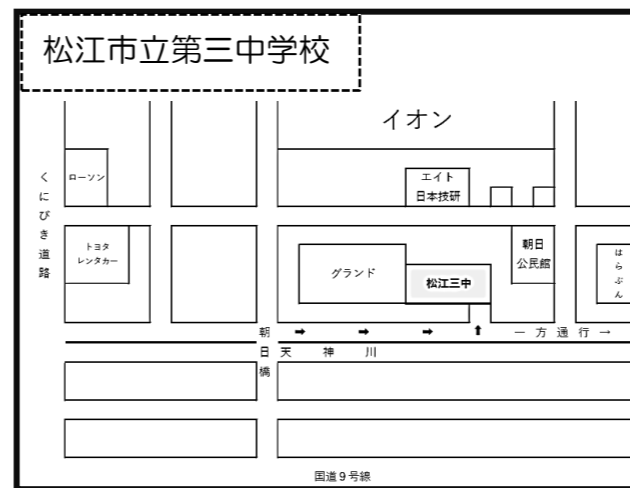 松江市立第三中学校
イオン
くにびき道路
ローソン
エイト
日本技研
トヨタ
レンタカー
グランド
松江三中
朝日
公民館
はらぶん
朝日橋
→ → → ↑ 一方通行→
天神川
国道9号線